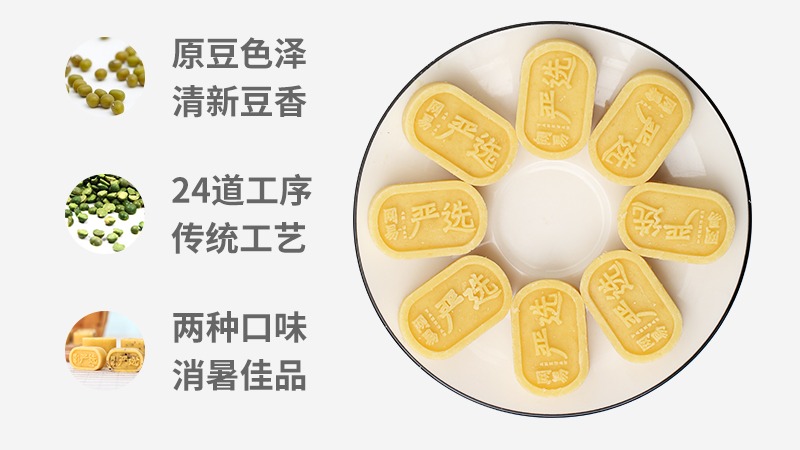 原豆色泽
清新豆香
24道工序
传统工艺
两种口味
消暑佳品
网易 严选
网易 严选
网易 严选
网易 严选
网易 严选
网易 严选
网易 严选
网易 严选